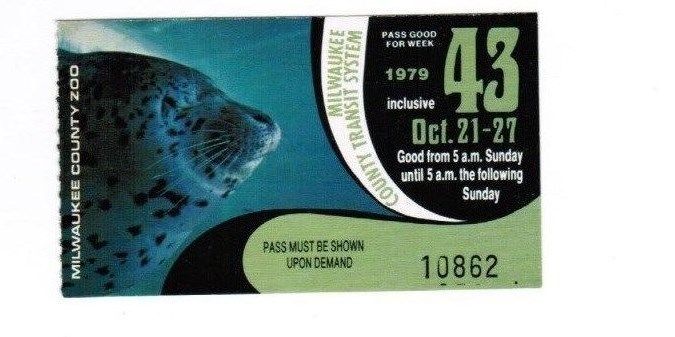 MILWAUKEE COUNTY ZOO
MILWAUKEE
COUNTY TRANSIT SYSTEM
PASS GOOD
FOR WEEK
43
1979
inclusive
Oct. 21-27
Good from 5 a.m. Sunday
until 5 a.m. the following
Sunday
PASS MUST BE SHOWN
UPON DEMAND
10862